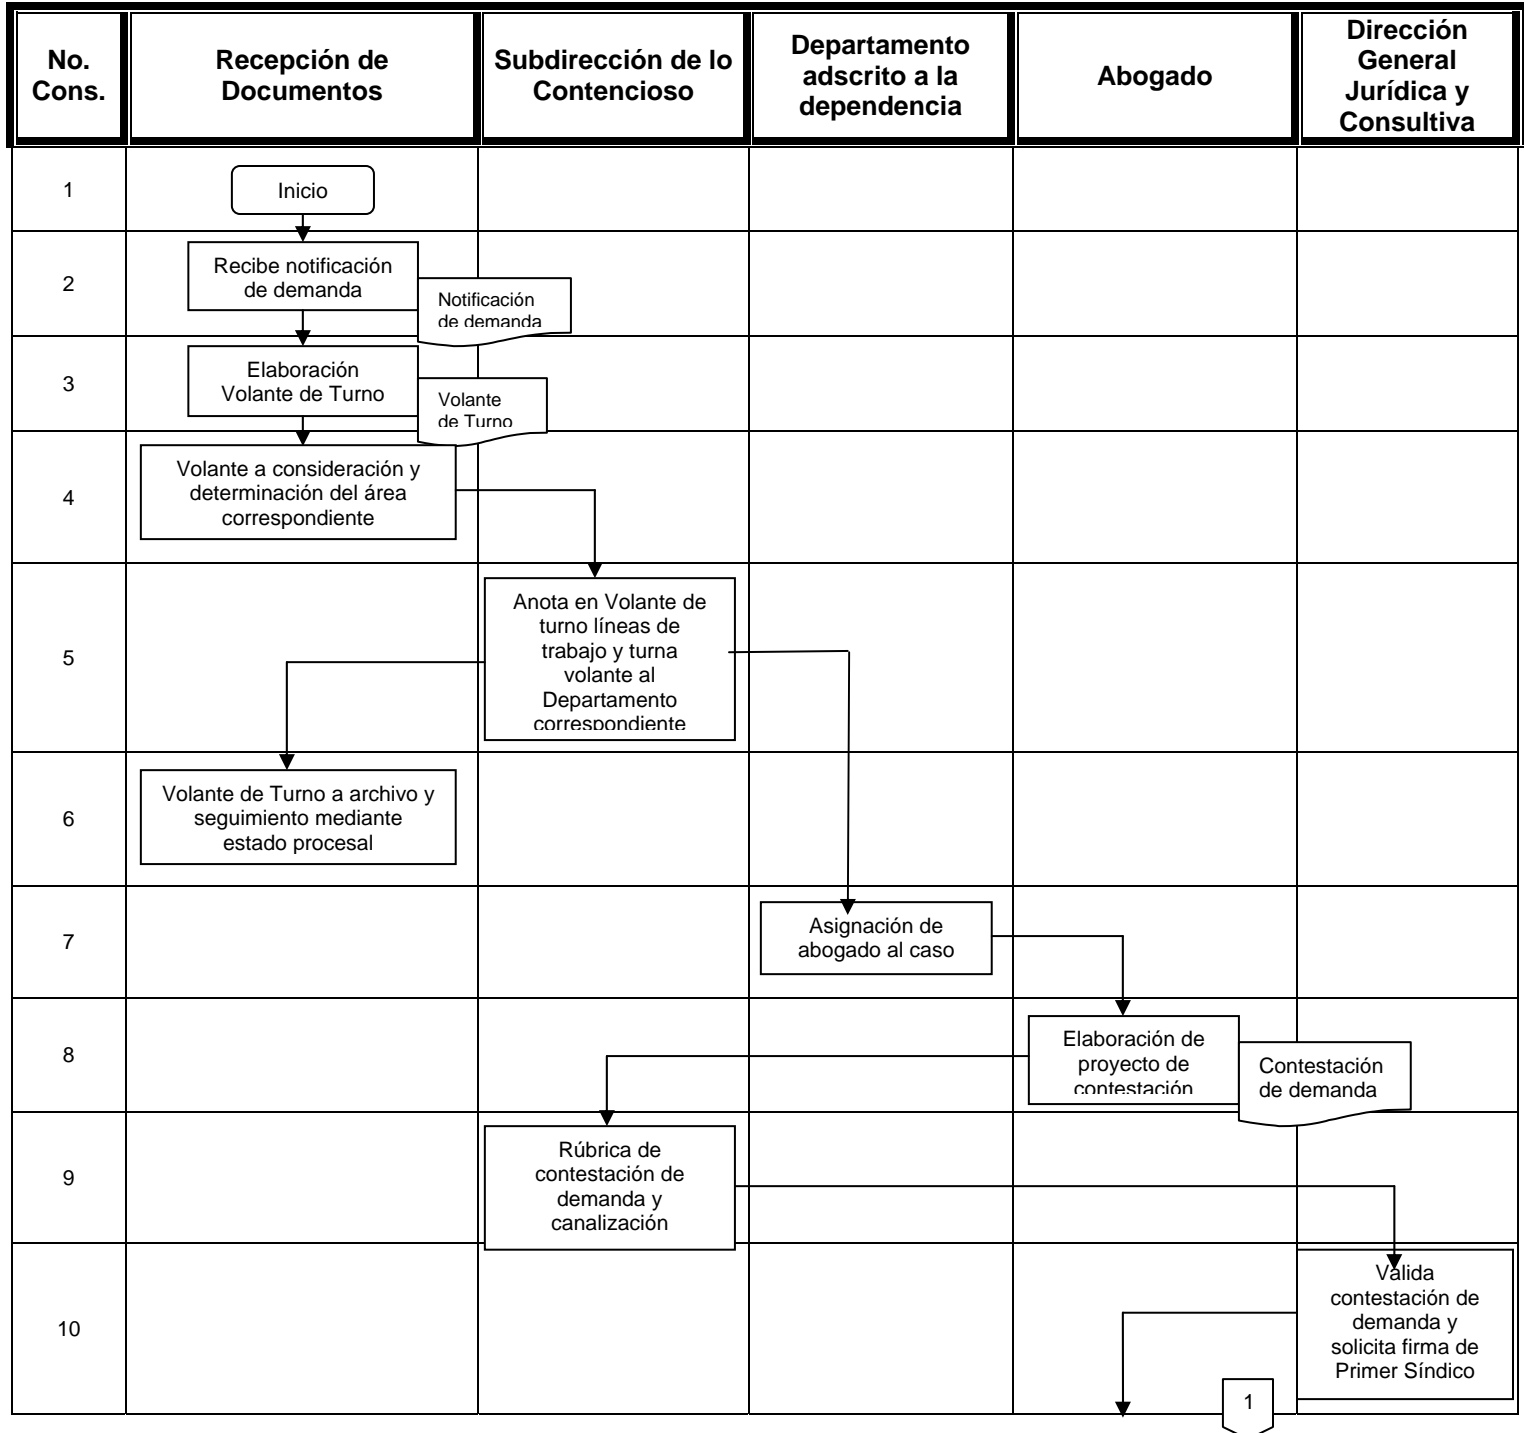 No.
Cons.
Recepción de
Documentos
Subdirección de lo
Contencioso
Departamento
adscrito a la
dependencia
Abogado
Dirección
General
Jurídica y
Consultiva
1
Inicio
2
Recibe notificación
de demanda
Notificación
de demanda
3
Elaboración
Volante de Turno
Volante
de Turno
4
Volante a consideración y
determinación del área
correspondiente
5
Anota en Volante de
turno líneas de
trabajo y turna
volante al
Departamento
correspondiente
6
Volante de Turno a archivo y
seguimiento mediante
estado procesal
7
Asignación de
abogado al caso
8
Elaboración de
proyecto de
contestación
Contestación
de demanda
9
Rúbrica de
contestación de
demanda y
canalización
10
Valida
contestación de
demanda y
solicita firma de
Primer Síndico
1